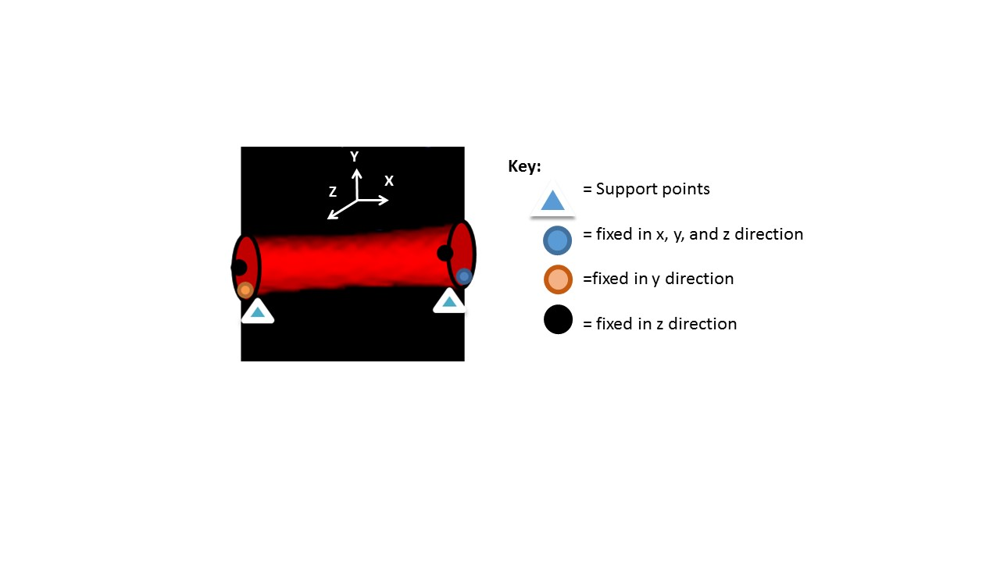 Y
X
Z
Key:
= Support points
= fixed in x, y, and z direction
=fixed in y direction
= fixed in z direction